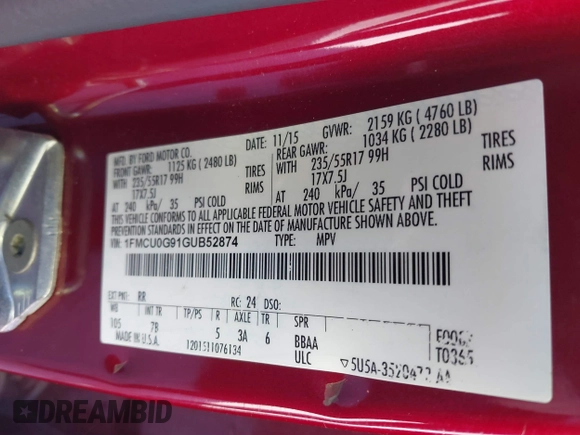 MFD. BY FORD MOTOR CO.
DATE: 11/15 GVWR: 2159 KG ( 4760 LB)
FRONT GAWR: 1125 KG ( 2480 LB) REAR GAWR: 1034 KG ( 2280 LB)
WITH 235/55R17 99H TIRES WITH 235/55R17 99H TIRES
17X7.5J RIMS 17X7.5J RIMS
AT 240 kPa/ 35 PSI COLD AT 240 kPa/ 35 PSI COLD
THIS VEHICLE CONFORMS TO ALL APPLICABLE FEDERAL MOTOR VEHICLE SAFETY AND THEFT
PREVENTION STANDARDS IN EFFECT ON THE DATE OF MANUFACTURE SHOWN ABOVE.
VIN: 1FMCU0G91GUB52874 TYPE: MPV
EXT PNT: RR RC: 24 DSO:
WB INT TR TP/PS R AXLE TR SPR
105 7B 5 3A 6 BBAA
MADE IN U.S.A. 1201511076134 ULC
DREAMBID